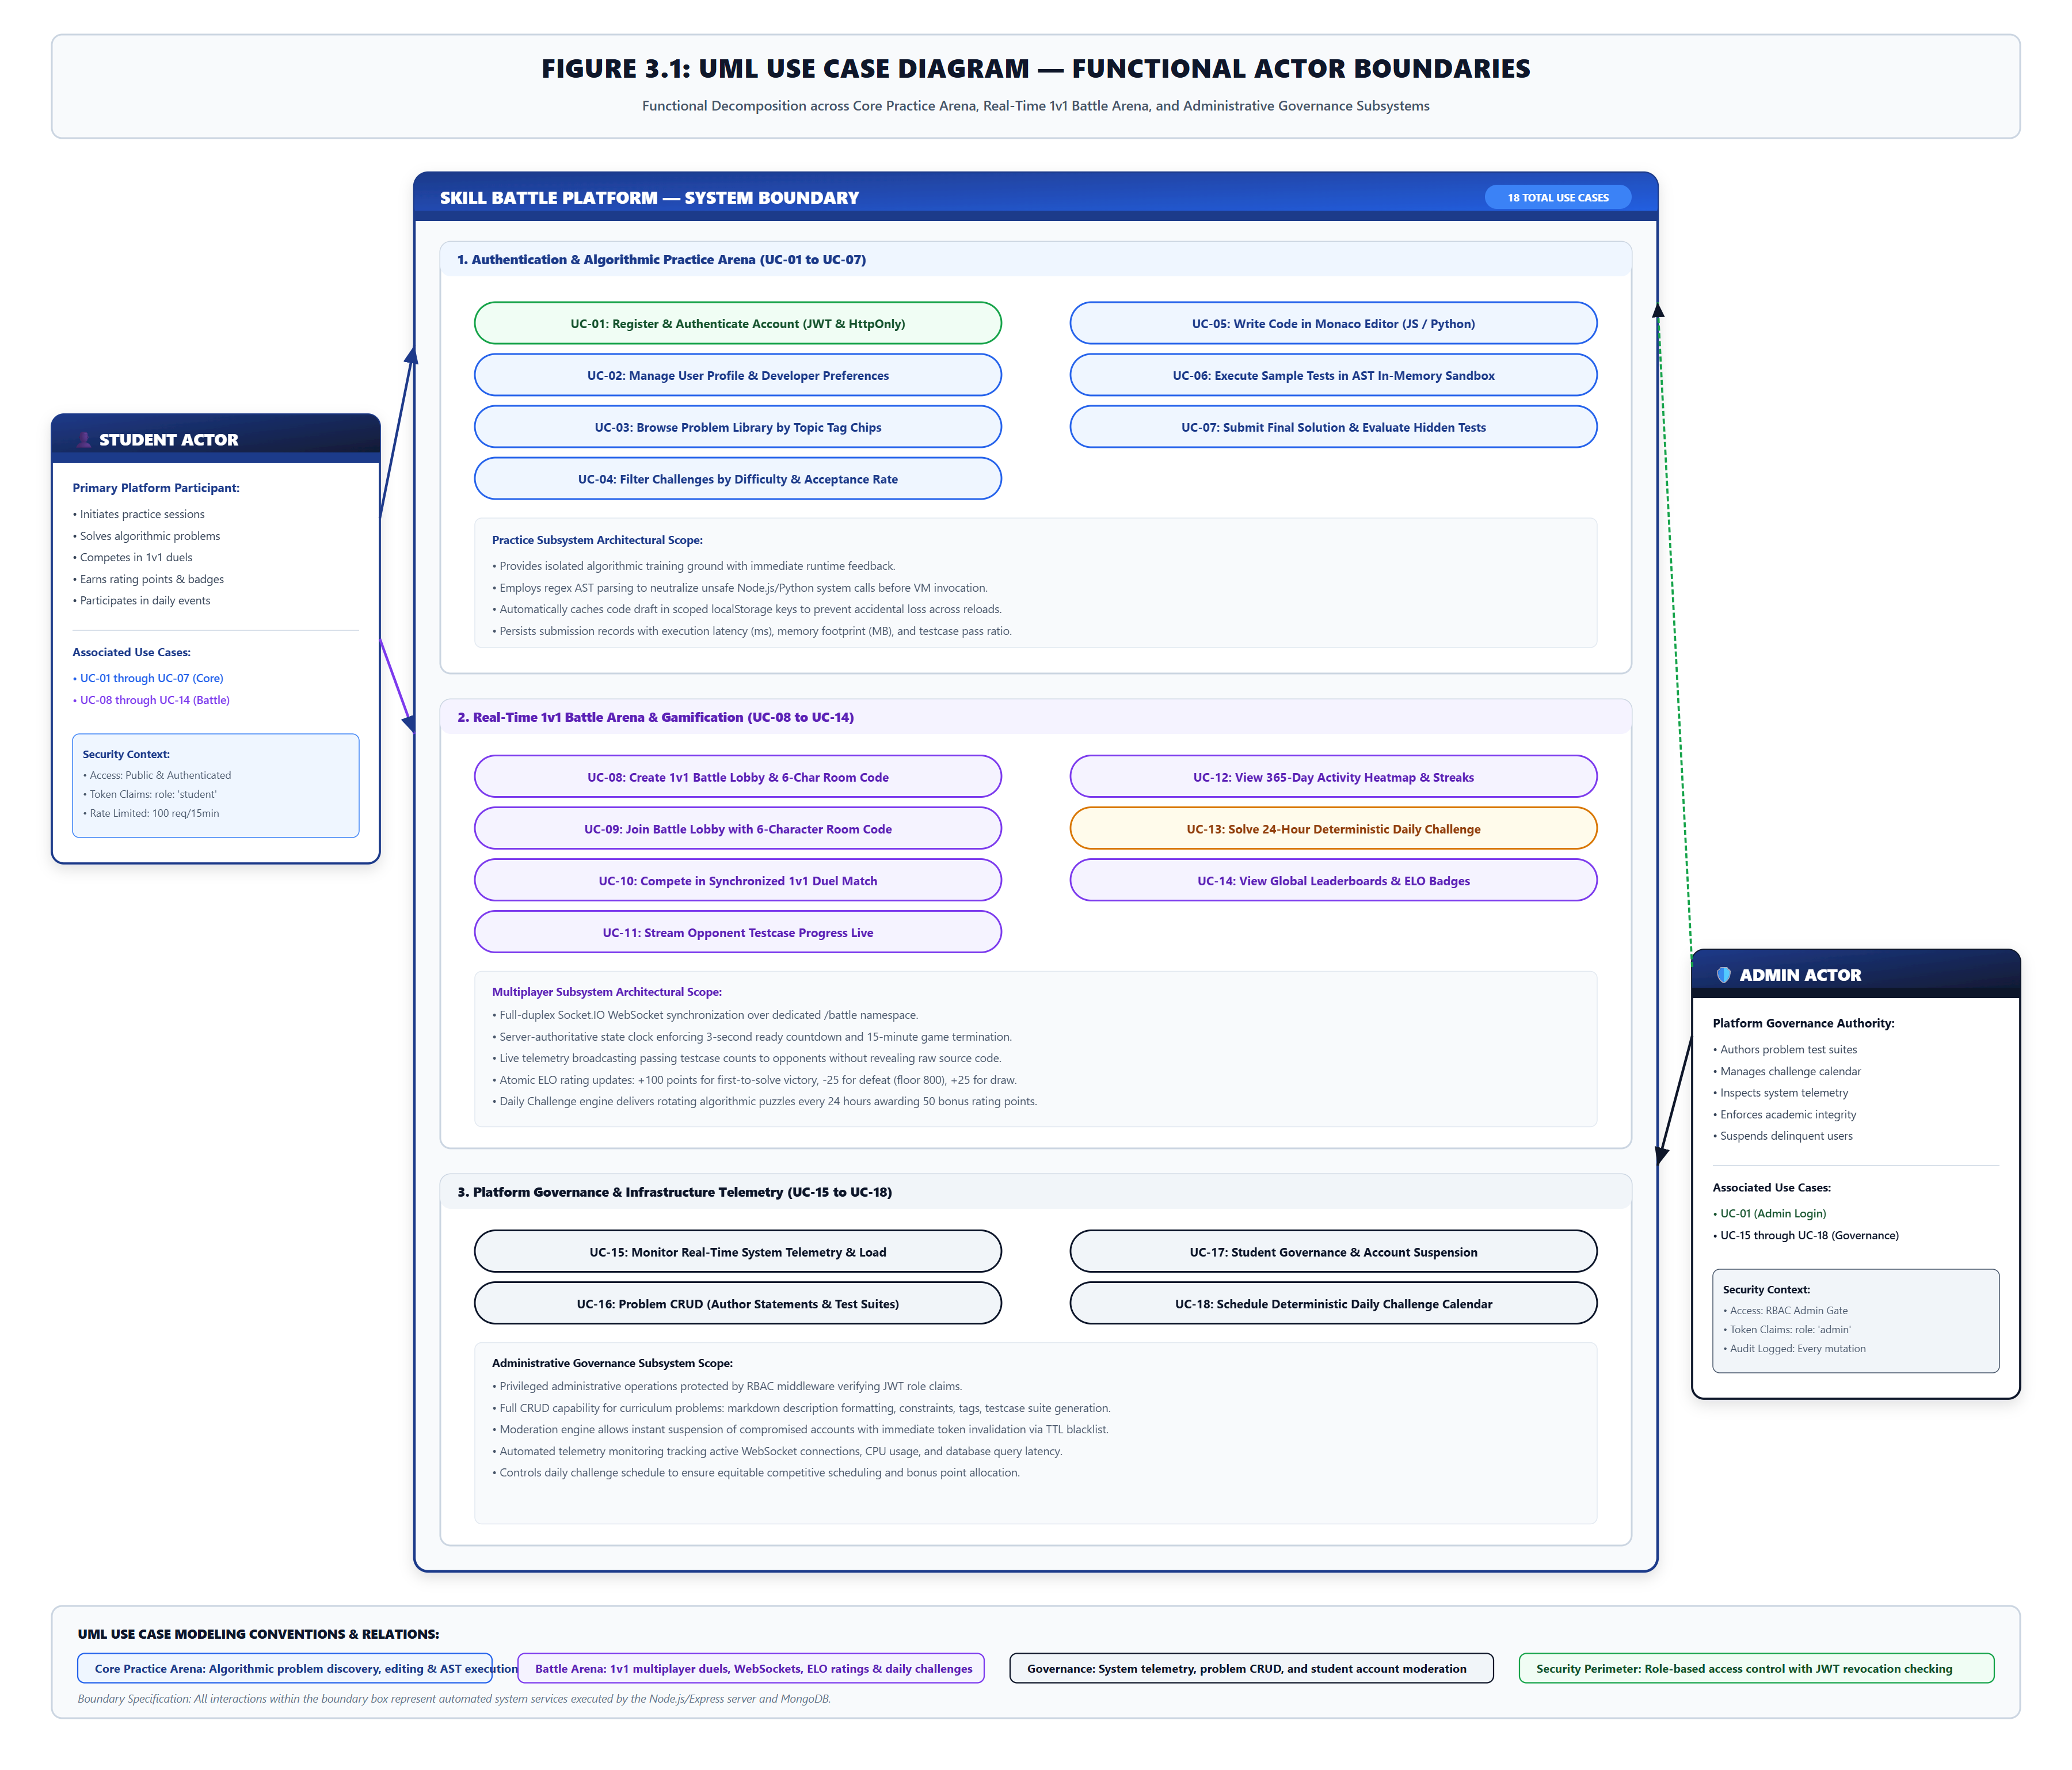 FIGURE 3.1: UML USE CASE DIAGRAM — FUNCTIONAL ACTOR BOUNDARIES
Functional Decomposition across Core Practice Arena, Real-Time 1v1 Battle Arena, and Administrative Governance Subsystems
SKILL BATTLE PLATFORM — SYSTEM BOUNDARY
18 TOTAL USE CASES
STUDENT ACTOR
Primary Platform Participant:
• Initiates practice sessions
• Solves algorithmic problems
• Competes in 1v1 duels
• Earns rating points & badges
• Participates in daily events
Associated Use Cases:
• UC-01 through UC-07 (Core)
• UC-08 through UC-14 (Battle)
Security Context:
• Access: Public & Authenticated
• Token Claims: role: 'student'
• Rate Limited: 100 req/15min
1. Authentication & Algorithmic Practice Arena (UC-01 to UC-07)
UC-01: Register & Authenticate Account (JWT & HttpOnly)
UC-02: Manage User Profile & Developer Preferences
UC-03: Browse Problem Library by Topic Tag Chips
UC-04: Filter Challenges by Difficulty & Acceptance Rate
UC-05: Write Code in Monaco Editor (JS / Python)
UC-06: Execute Sample Tests in AST In-Memory Sandbox
UC-07: Submit Final Solution & Evaluate Hidden Tests
Practice Subsystem Architectural Scope:
• Provides isolated algorithmic training ground with immediate runtime feedback.
• Employs regex AST parsing to neutralize unsafe Node.js/Python system calls before VM invocation.
• Automatically caches code draft in scoped localStorage keys to prevent accidental loss across reloads.
• Persists submission records with execution latency (ms), memory footprint (MB), and testcase pass ratio.
2. Real-Time 1v1 Battle Arena & Gamification (UC-08 to UC-14)
UC-08: Create 1v1 Battle Lobby & 6-Char Room Code
UC-09: Join Battle Lobby with 6-Character Room Code
UC-10: Compete in Synchronized 1v1 Duel Match
UC-11: Stream Opponent Testcase Progress Live
UC-12: View 365-Day Activity Heatmap & Streaks
UC-13: Solve 24-Hour Deterministic Daily Challenge
UC-14: View Global Leaderboards & ELO Badges
Multiplayer Subsystem Architectural Scope:
• Full-duplex Socket.IO WebSocket synchronization over dedicated /battle namespace.
• Server-authoritative state clock enforcing 3-second ready countdown and 15-minute game termination.
• Live telemetry broadcasting passing testcase counts to opponents without revealing raw source code.
• Atomic ELO rating updates: +100 points for first-to-solve victory, -25 for defeat (floor 800), +25 for draw.
• Daily Challenge engine delivers rotating algorithmic puzzles every 24 hours awarding 50 bonus rating points.
3. Platform Governance & Infrastructure Telemetry (UC-15 to UC-18)
UC-15: Monitor Real-Time System Telemetry & Load
UC-16: Problem CRUD (Author Statements & Test Suites)
UC-17: Student Governance & Account Suspension
UC-18: Schedule Deterministic Daily Challenge Calendar
Administrative Governance Subsystem Scope:
• Privileged administrative operations protected by RBAC middleware verifying JWT role claims.
• Full CRUD capability for curriculum problems: markdown description formatting, constraints, tags, testcase suite generation.
• Moderation engine allows instant suspension of compromised accounts with immediate token invalidation via TTL blacklist.
• Automated telemetry monitoring tracking active WebSocket connections, CPU usage, and database query latency.
• Controls daily challenge schedule to ensure equitable competitive scheduling and bonus point allocation.
ADMIN ACTOR
Platform Governance Authority:
• Authors problem test suites
• Manages challenge calendar
• Inspects system telemetry
• Enforces academic integrity
• Suspends delinquent users
Associated Use Cases:
• UC-01 (Admin Login)
• UC-15 through UC-18 (Governance)
Security Context:
• Access: RBAC Admin Gate
• Token Claims: role: 'admin'
• Audit Logged: Every mutation
UML USE CASE MODELING CONVENTIONS & RELATIONS:
Core Practice Arena: Algorithmic problem discovery, editing & AST execution
Battle Arena: 1v1 multiplayer duels, WebSockets, ELO ratings & daily challenges
Governance: System telemetry, problem CRUD, and student account moderation
Security Perimeter: Role-based access control with JWT revocation checking
Boundary Specification: All interactions within the boundary box represent automated system services executed by the Node.js/Express server and MongoDB.